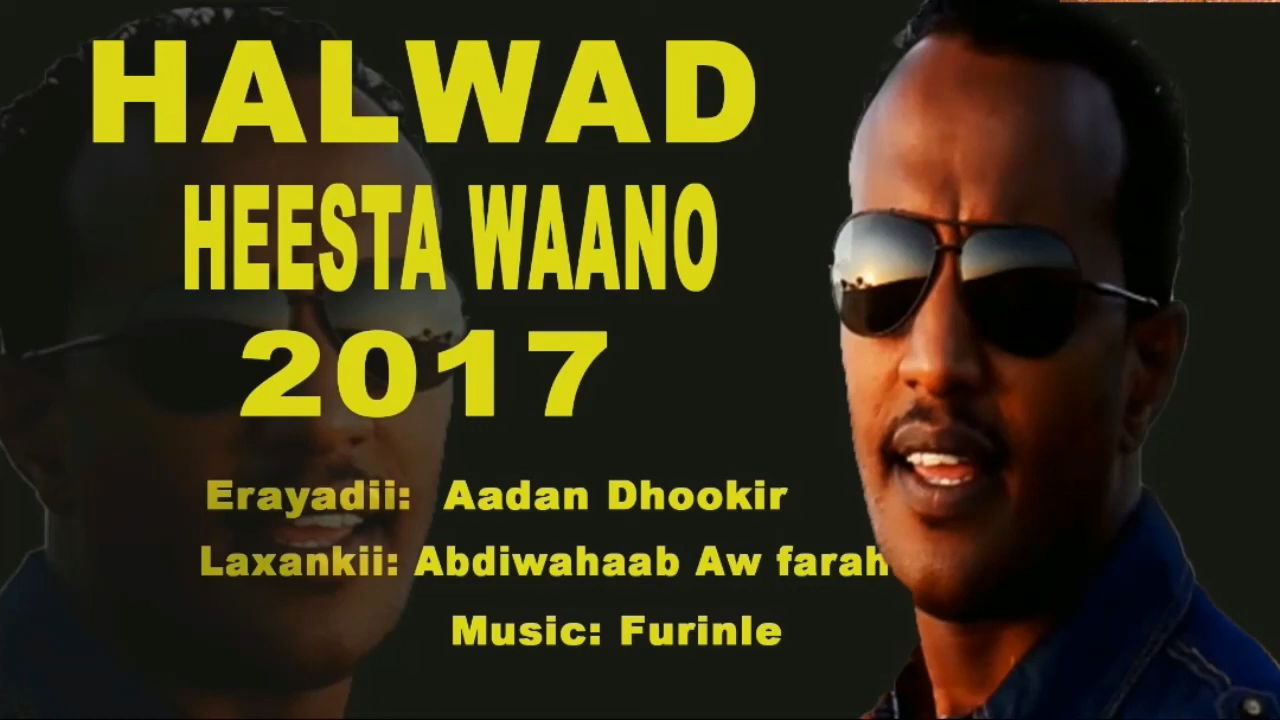 HALWAD
HEESTA WAANO
2017
Erayadii: Aadan Dhookir
Laxankii: Abdiwahaab Aw farah
Music: Furinle